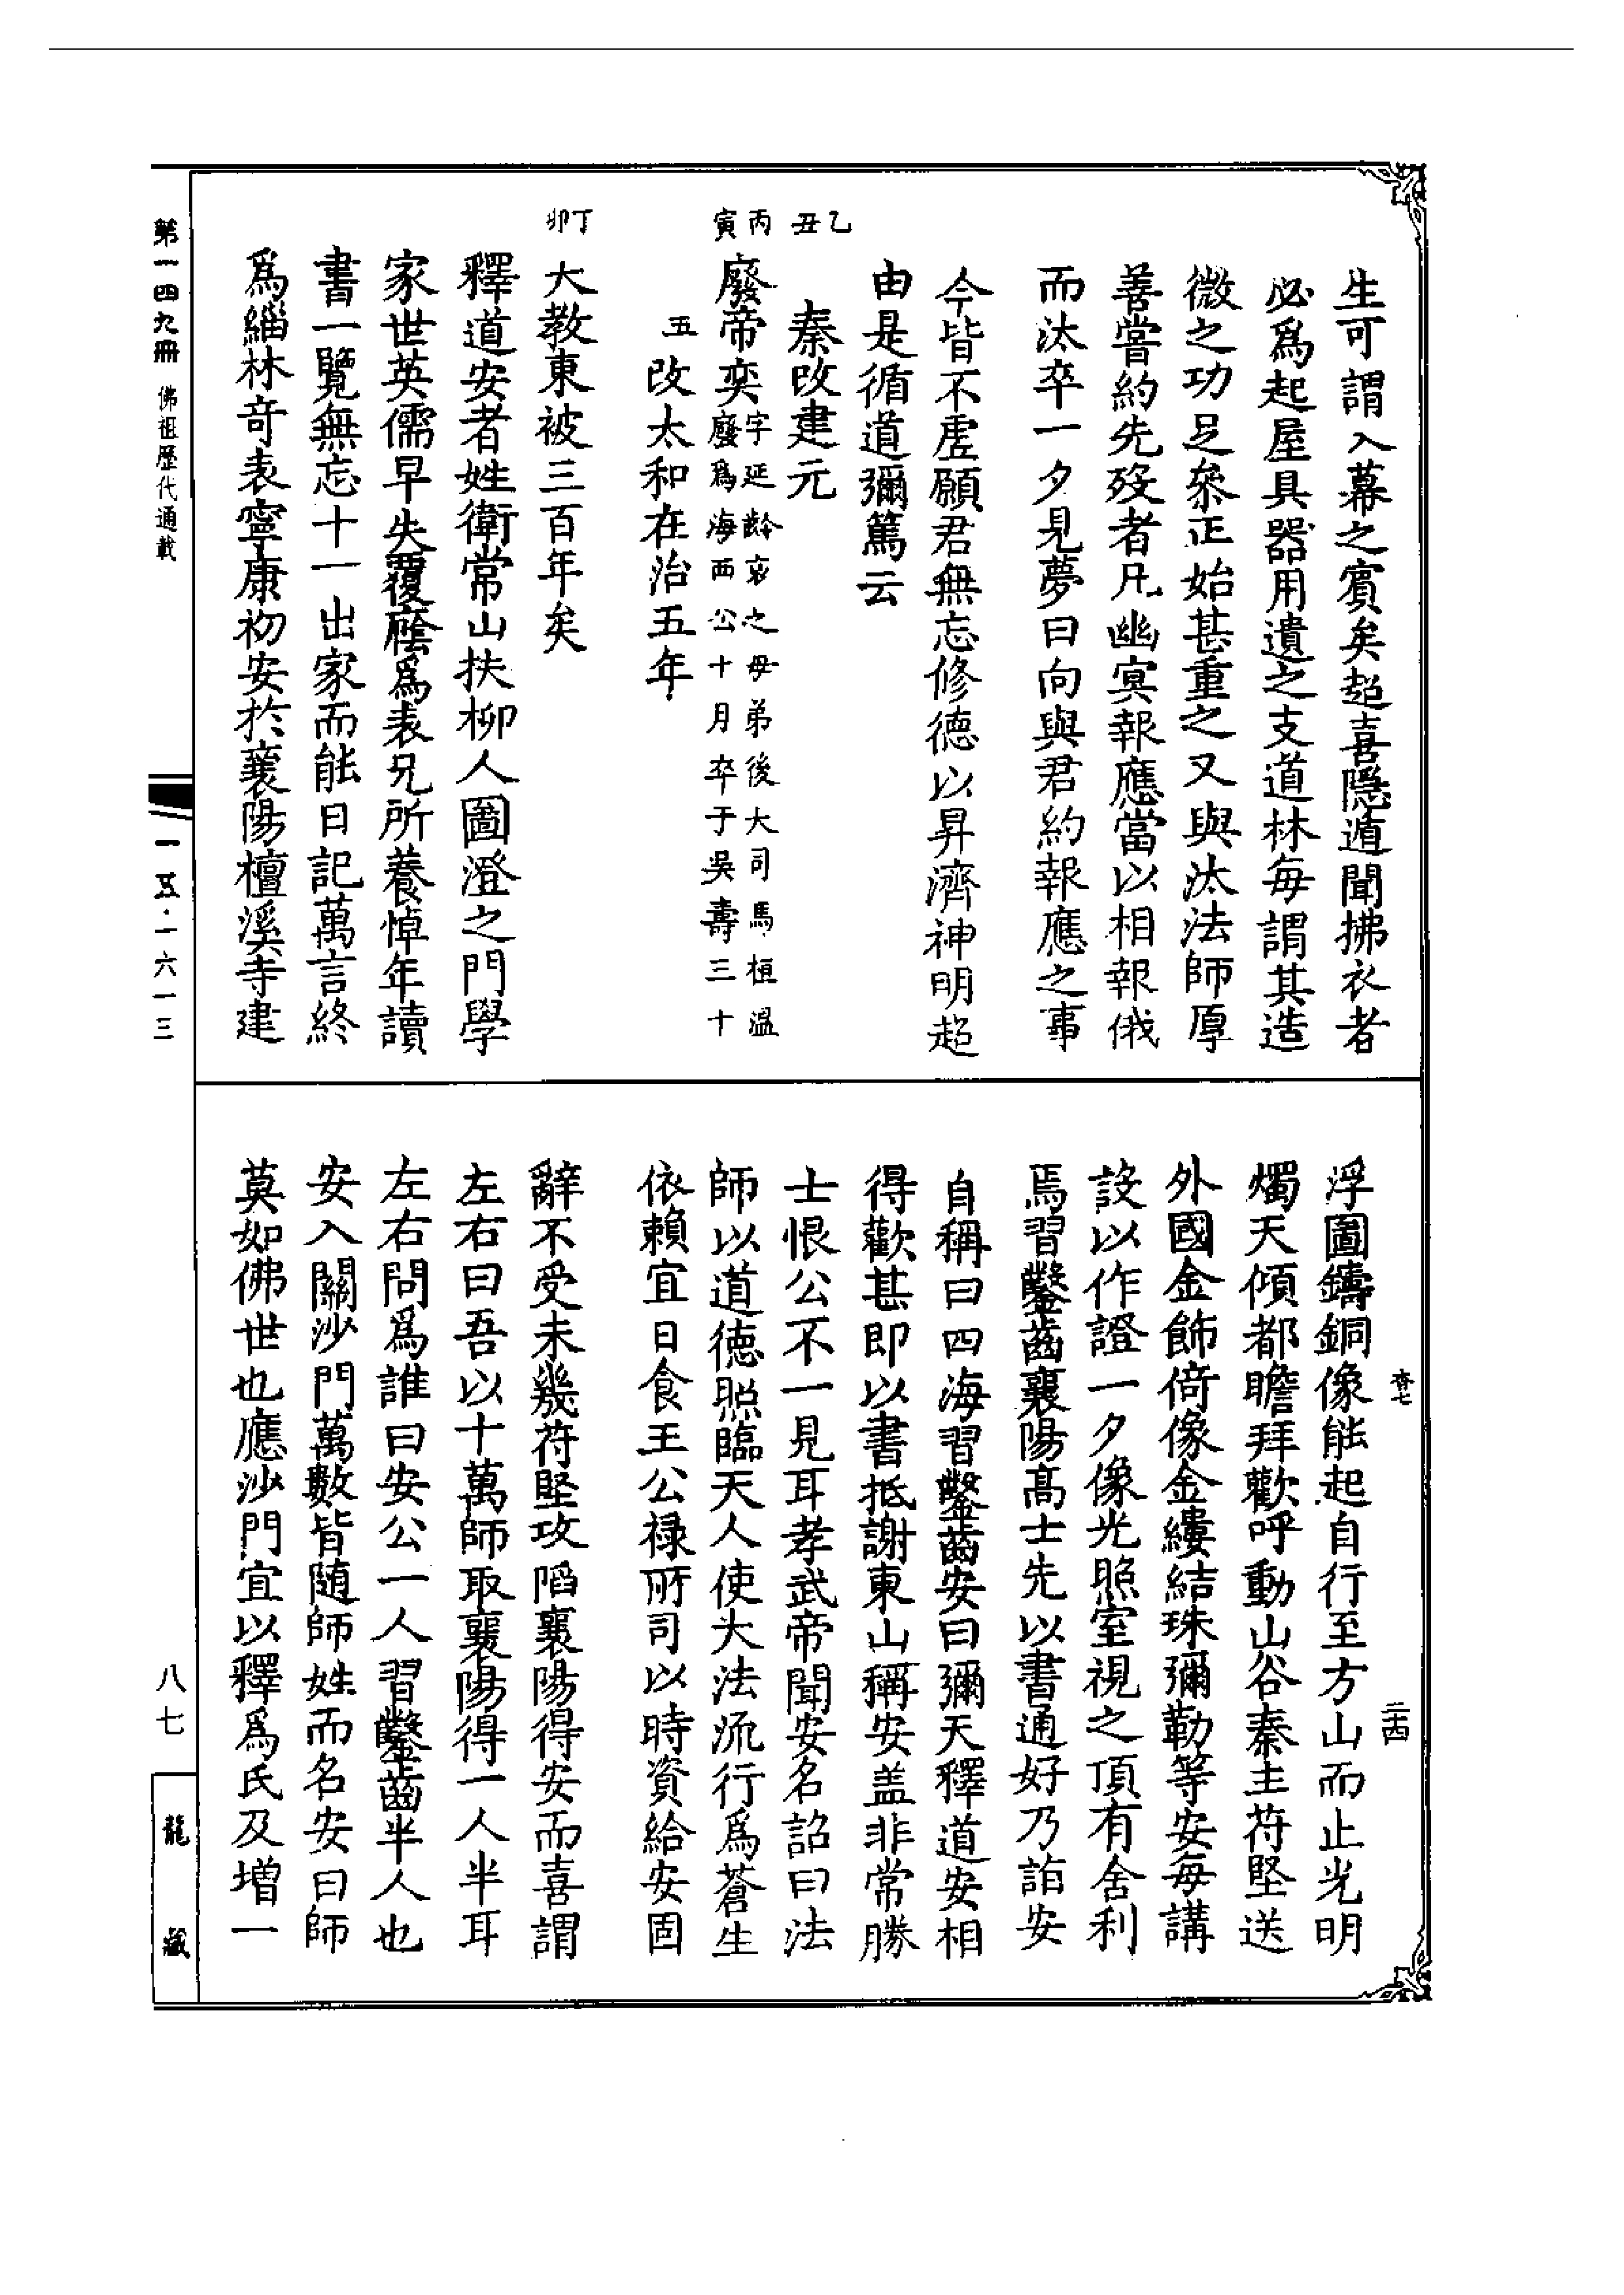 生可謂入幕之賓矣超喜隱遁聞拂衣者
必爲起屋具器用遺之支道林每謂其造
微之功足叅正始甚重之又與汰法師厚
善嘗約先歿者凡幽㝠報應當以相報俄
而汰卒一夕見夢曰向與君約報應之事
今皆不虗願君無忘修德以昇濟神明超
由是循道彌篤云
乙丑
秦改建元
丙寅
廢帝奕
字延齡哀之母弟後大司馬桓溫
廢爲海西公十月卒于吳壽三十
五
改太和在治五年
丁卯
大教東被三百年矣
釋道安者姓衛常山扶柳人圖澄之門學
家世英儒早失覆廕爲表兄所養悼年讀
書一覽無忘十一出家而能日記萬言終
爲緇林奇表寧康初安於襄陽檀溪寺建
浮圖鑄銅像能起自行至方山而止光明
燭天傾都瞻拜歡呼動山谷秦主苻堅送
外國金飾倚像金縷結珠彌勒等安每講
設以作證一夕像光照室視之頂有舍利
焉習鑿齒襄陽高士先以書通好乃詣安
自稱曰四海習鑿齒安曰彌天釋道安相
得歡甚即以書抵謝東山稱安盖非常勝
士恨公不一見耳孝武帝聞安名詔曰法
師以道德照臨天人使大法流行爲蒼生
依賴宜日食王公祿所司以時資給安固
辭不受未幾苻堅攻陷襄陽得安而喜謂
左右曰吾以十萬師取襄陽得一人半耳
左右問爲誰曰安公一人習鑿齒半人也
安入關沙門萬數皆随師姓而名安曰師
莫如佛世也應沙門宜以釋爲氏及增一
二十四
第一四九冊 佛祖歷代通載
一五·一六一三
八七
龍藏